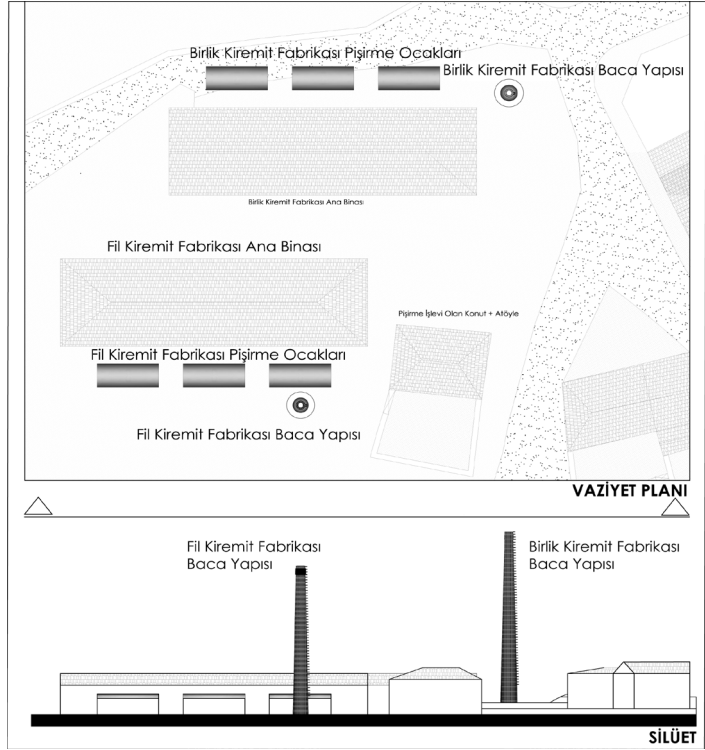 Birlik Kiremit Fabrikası Pişirme Ocakları
Birlik Kiremit Fabrikası Baca Yapısı
Birlik Kiremit Fabrikası Ana Binası
Fil Kiremit Fabrikası Ana Binası
Pişirme İşlevi Olan Konut + Atöyle
Fil Kiremit Fabrikası Pişirme Ocakları
Fil Kiremit Fabrikası Baca Yapısı
VAZİYET PLANI
Fil Kiremit Fabrikası
Baca Yapısı
Birlik Kiremit Fabrikası
Baca Yapısı
SİLÜET